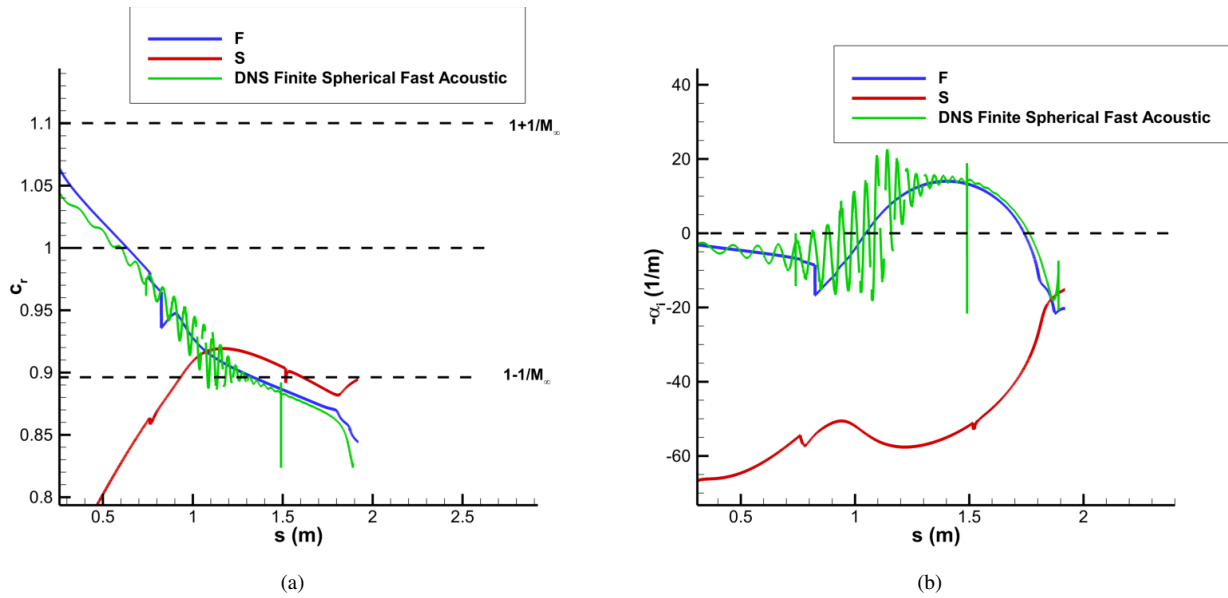 F
S
DNS Finite Spherical Fast Acoustic
1.1
1.05
1
0.95
0.9
0.85
0.8
c_r
1+1/M_∞
1-1/M_∞
0.5 1 1.5 2 2.5
s (m)
(a)
F
S
DNS Finite Spherical Fast Acoustic
40
20
0
-20
-40
-60
-α_i (1/m)
0.5 1 1.5 2
s (m)
(b)